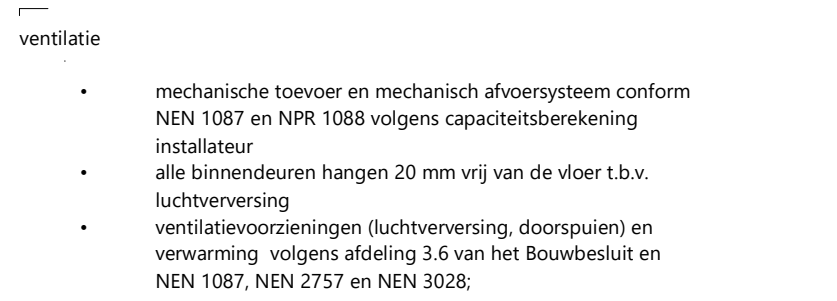 ventilatie
• mechanische toevoer en mechanisch afvoersysteem conform
NEN 1087 en NPR 1088 volgens capaciteitsberekening
installateur
• alle binnendeuren hangen 20 mm vrij van de vloer t.b.v.
luchtverversing
• ventilatievoorzieningen (luchtverversing, doorspuien) en
verwarming  volgens afdeling 3.6 van het Bouwbesluit en
NEN 1087, NEN 2757 en NEN 3028;